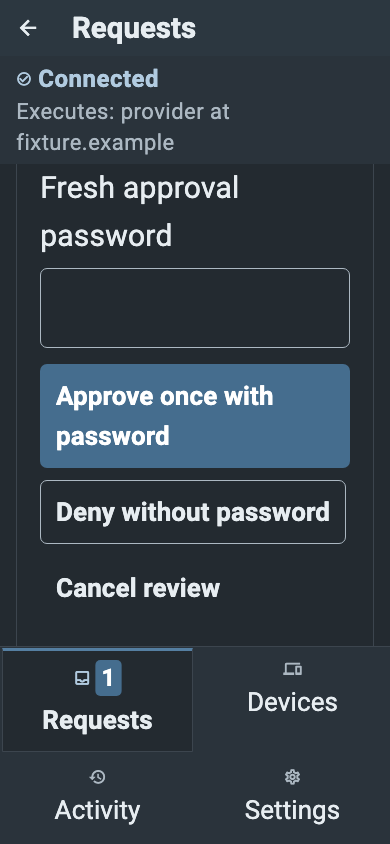 Requests
Connected
Executes: provider at
fixture.example
Fresh approval
password
Approve once with
password
Deny without password
Cancel review
1
Requests
Devices
Activity
Settings